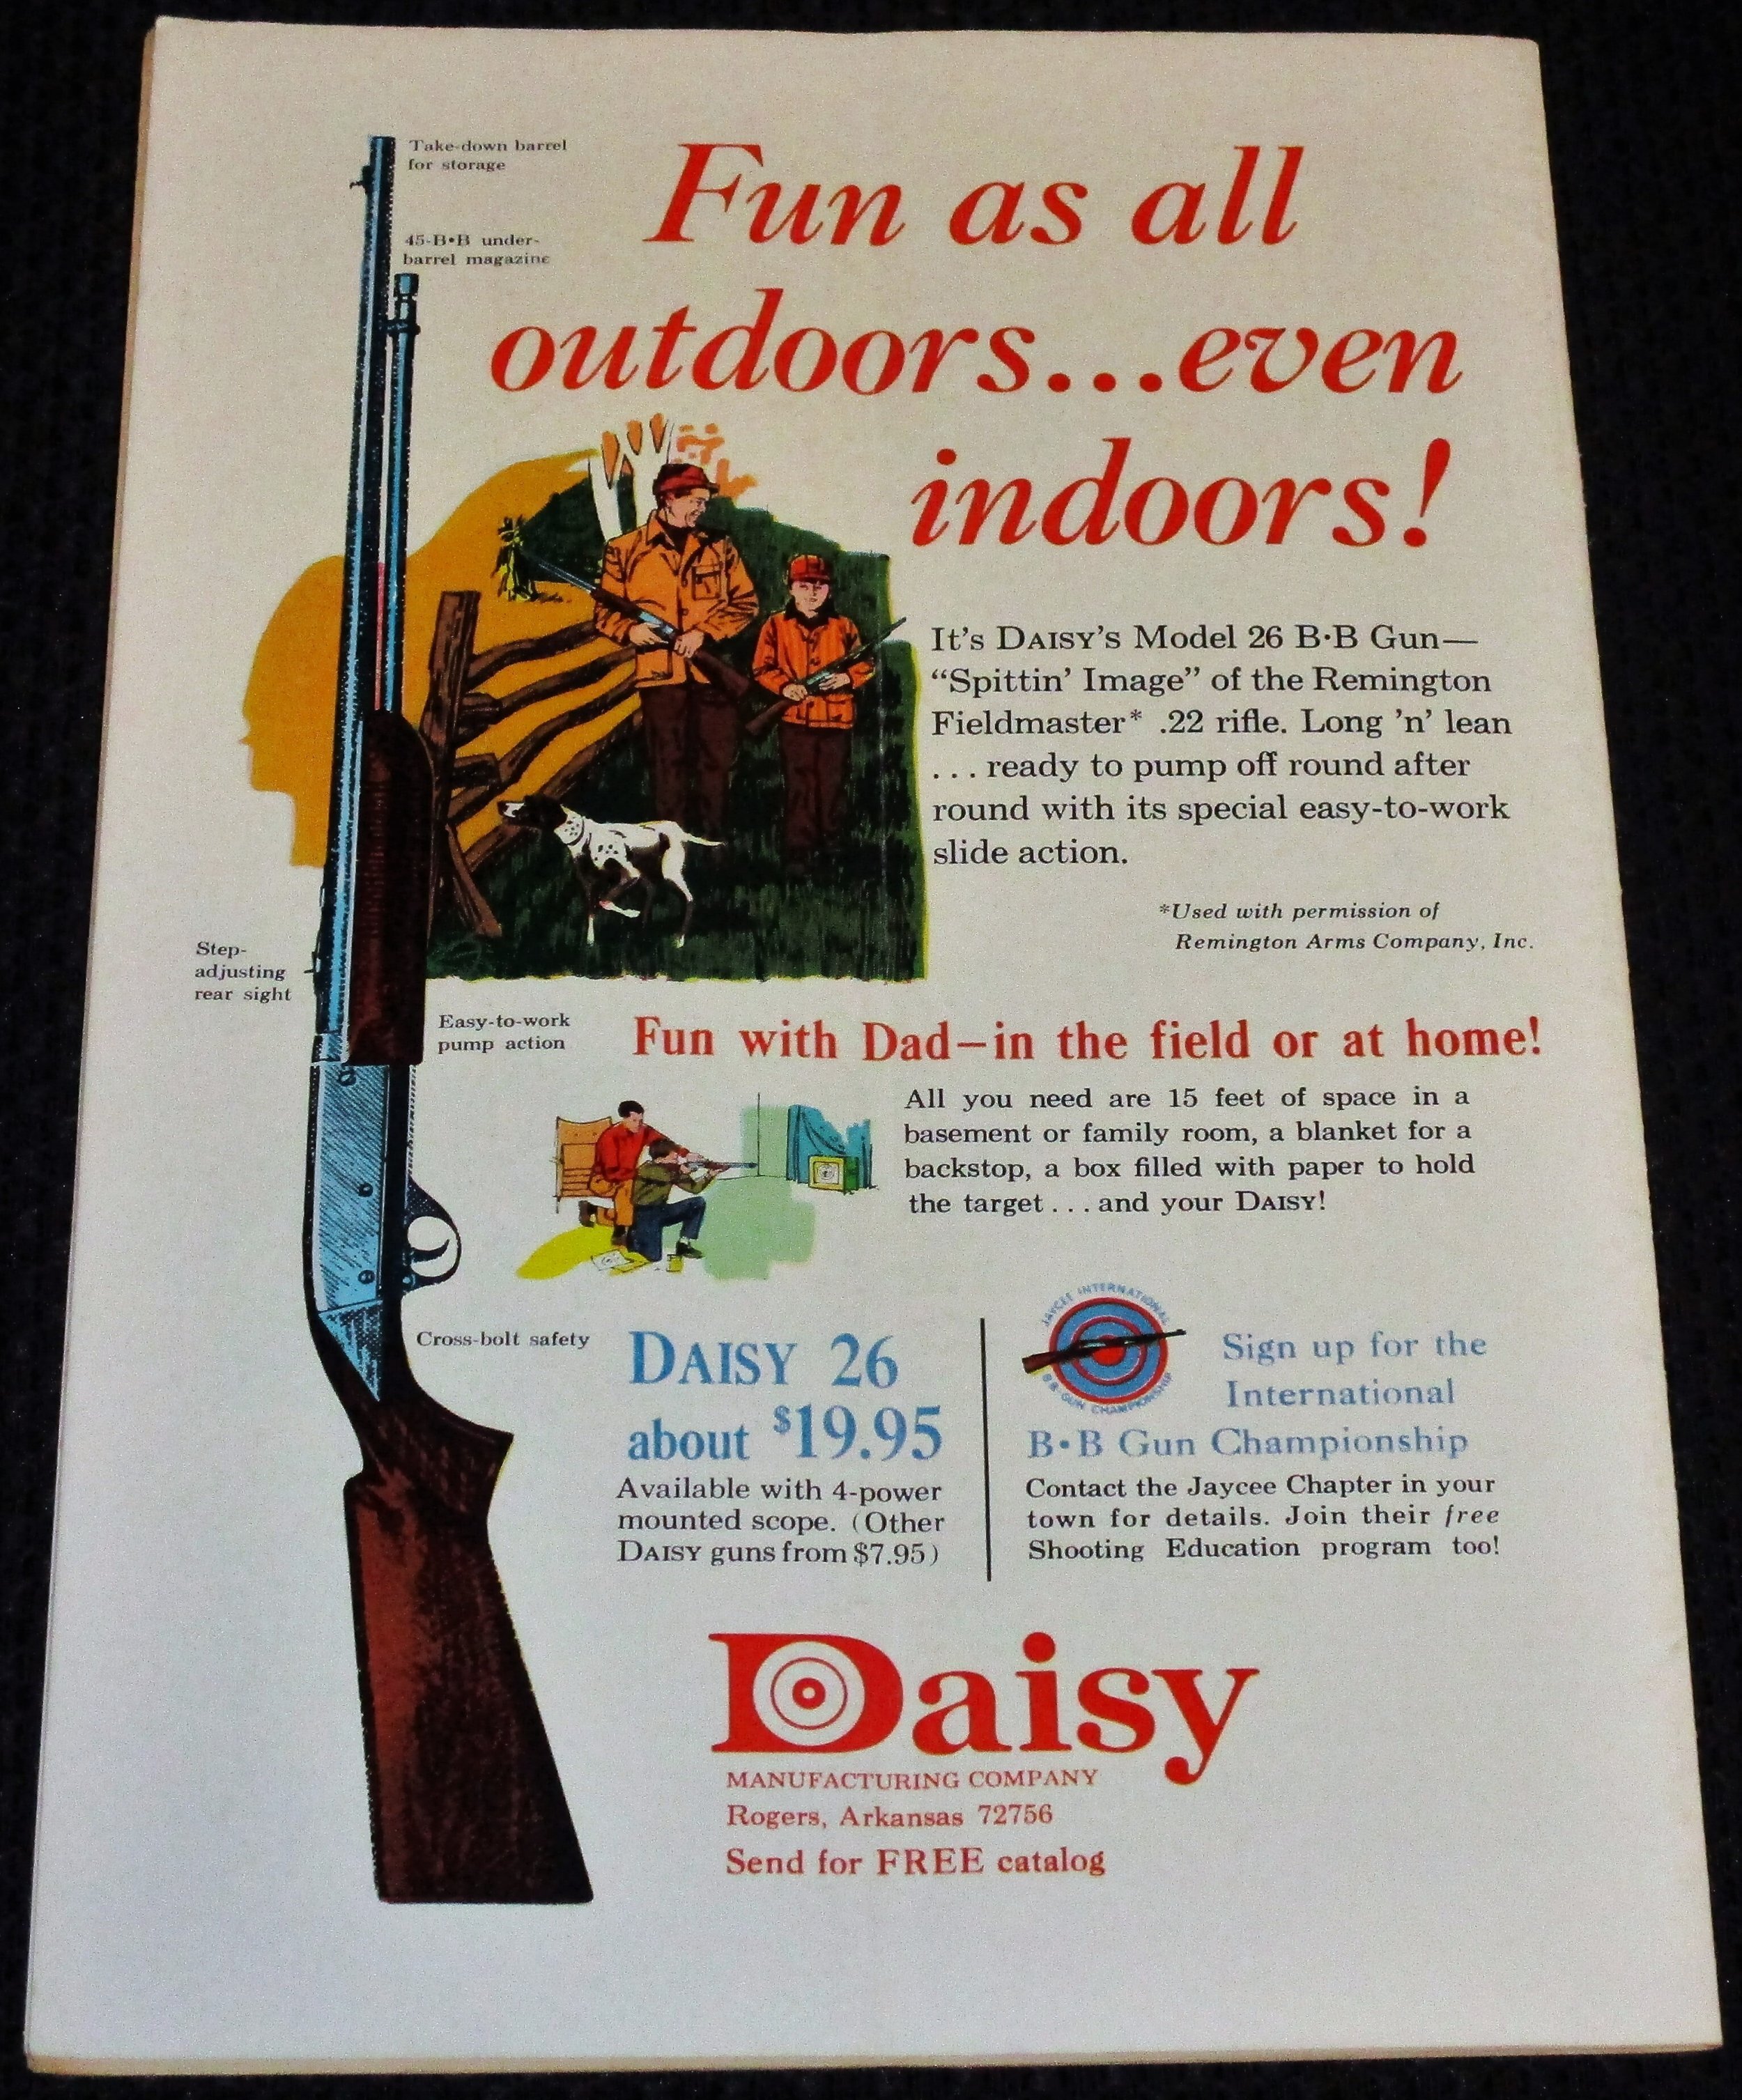 Take-down barrel
for storage
45-B•B under-
barrel magazine
Fun as all
outdoors...even
indoors!
It's DAISY'S Model 26 B·B Gun—
“Spittin’ Image” of the Remington
Fieldmaster* .22 rifle. Long ’n’ lean
... ready to pump off round after
round with its special easy-to-work
slide action.
*Used with permission of
Remington Arms Company, Inc.
Step-
adjusting
rear sight
Easy-to-work
pump action
Fun with Dad—in the field or at home!
All you need are 15 feet of space in a
basement or family room, a blanket for a
backstop, a box filled with paper to hold
the target . . . and your DAISY!
Cross-bolt safety
DAISY 26
about $19.95
Available with 4-power
mounted scope. (Other
DAISY guns from $7.95)
JAYCEE INTERNATIONAL
B·B·GUN CHAMPIONSHIP
Sign up for the
International
B•B Gun Championship
Contact the Jaycee Chapter in your
town for details. Join their free
Shooting Education program too!
Daisy
MANUFACTURING COMPANY
Rogers, Arkansas 72756
Send for FREE catalog